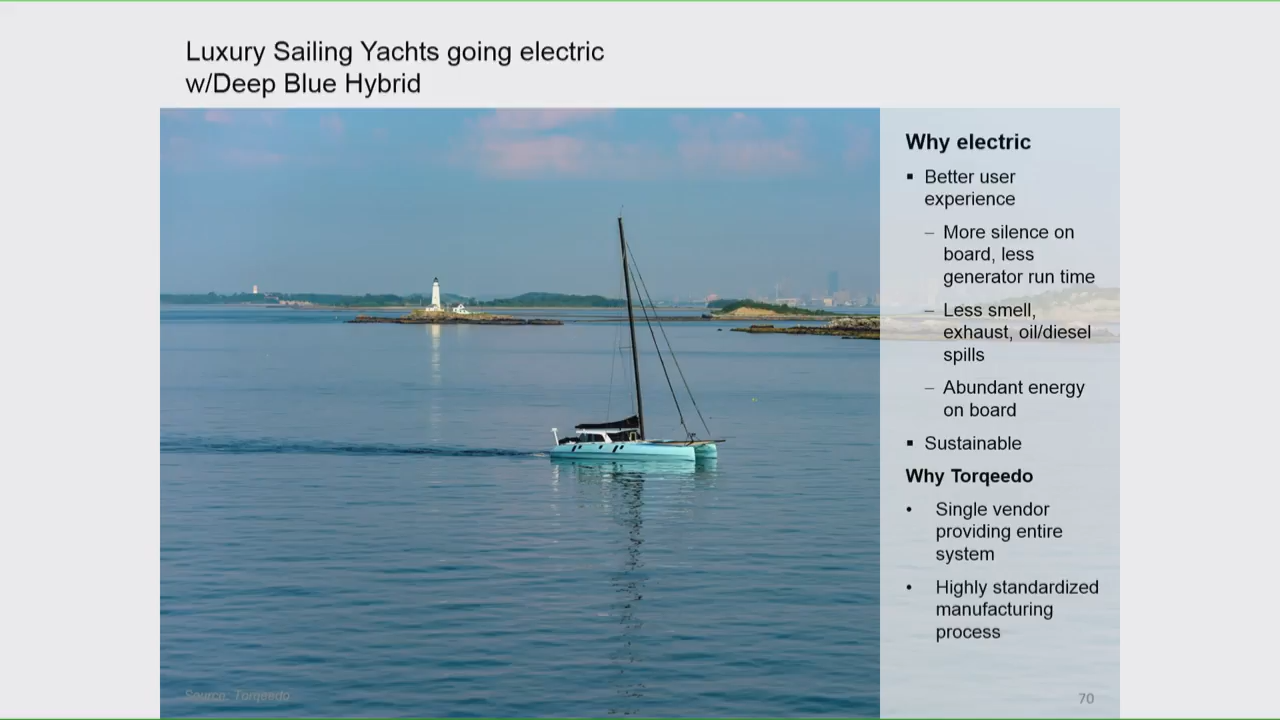 Luxury Sailing Yachts going electric
w/Deep Blue Hybrid
Why electric
▪ Better user
experience
– More silence on
board, less
generator run time
– Less smell,
exhaust, oil/diesel
spills
– Abundant energy
on board
▪ Sustainable
Why Torqeedo
• Single vendor
providing entire
system
• Highly standardized
manufacturing
process
Source: Torqeedo
70